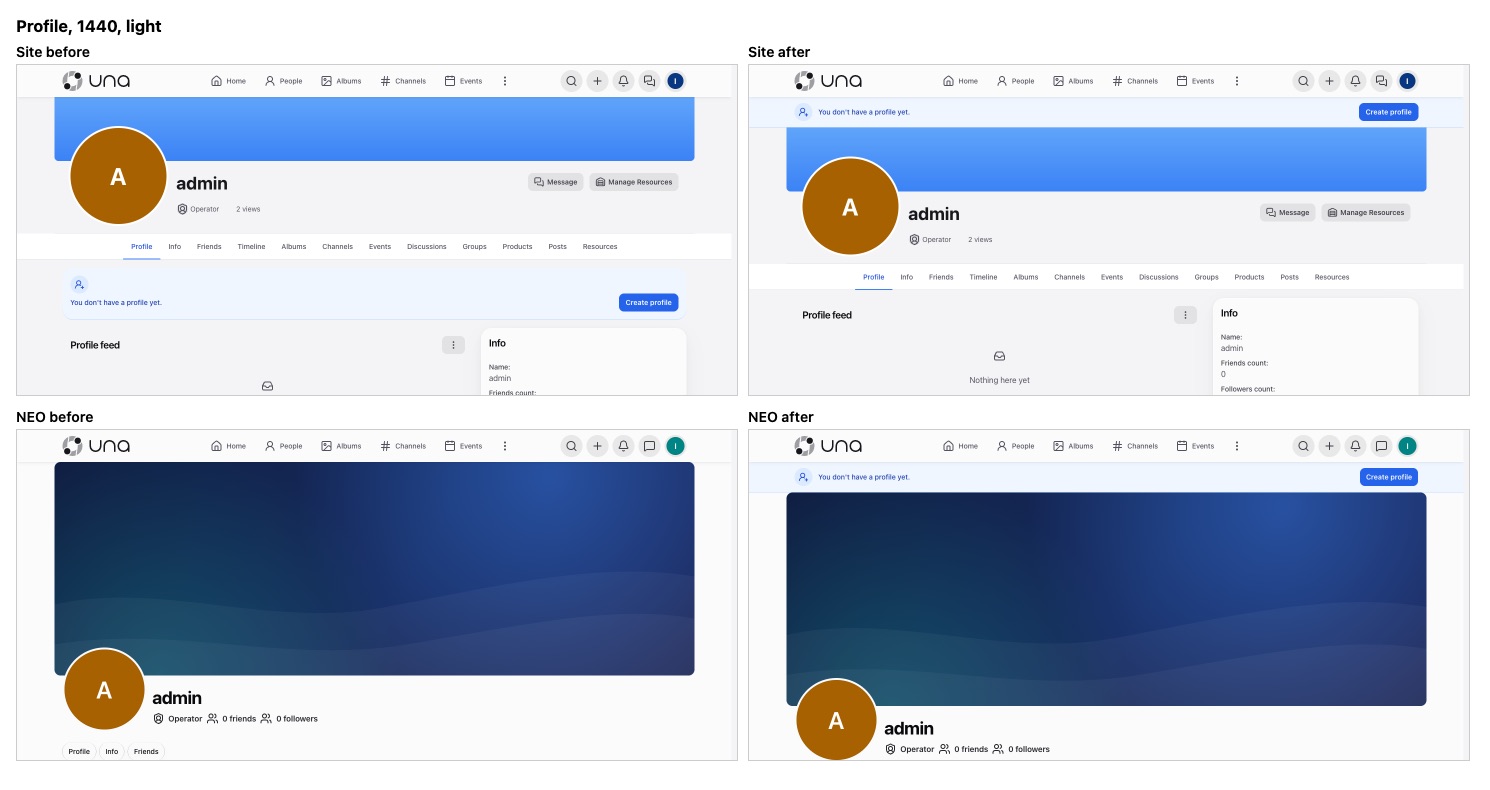 Profile, 1440, light
Site before
una Home People Albums Channels Events I
A
admin
Message Manage Resources
Operator 2 views
Profile Info Friends Timeline Albums Channels Events Discussions Groups Products Posts Resources
You don't have a profile yet.
Create profile
Profile feed
Info
Name:
admin
Friends count:
Site after
una Home People Albums Channels Events I
You don't have a profile yet. Create profile
A
admin
Message Manage Resources
Operator 2 views
Profile Info Friends Timeline Albums Channels Events Discussions Groups Products Posts Resources
Profile feed
Nothing here yet
Info
Name:
admin
Friends count:
0
Followers count:
NEO before
una Home People Albums Channels Events I
A
admin
Operator 0 friends 0 followers
Profile Info Friends
NEO after
una Home People Albums Channels Events I
You don't have a profile yet. Create profile
A
admin
Operator 0 friends 0 followers